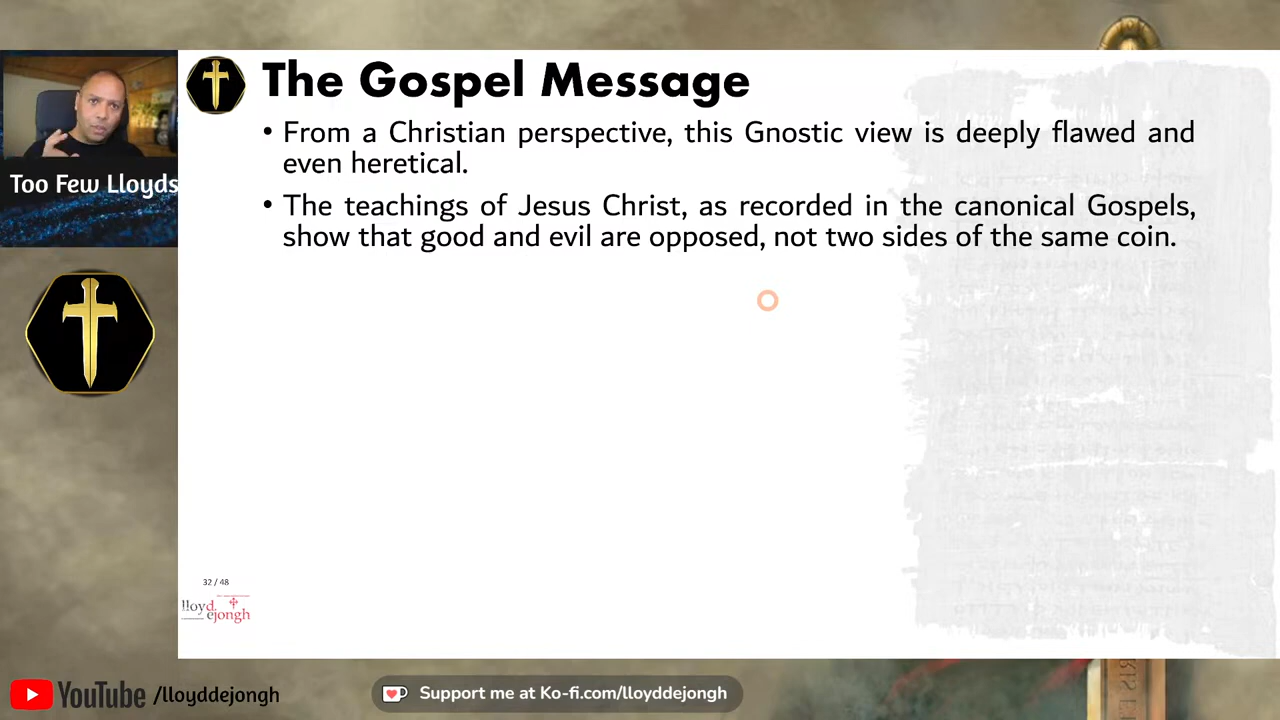 The Gospel Message
• From a Christian perspective, this Gnostic view is deeply flawed and
even heretical.
• The teachings of Jesus Christ, as recorded in the canonical Gospels,
show that good and evil are opposed, not two sides of the same coin.
Too Few Lloyds
32 / 48
lloyd
ejongh
YouTube /lloyddejongh
Support me at Ko-fi.com/lloyddejongh